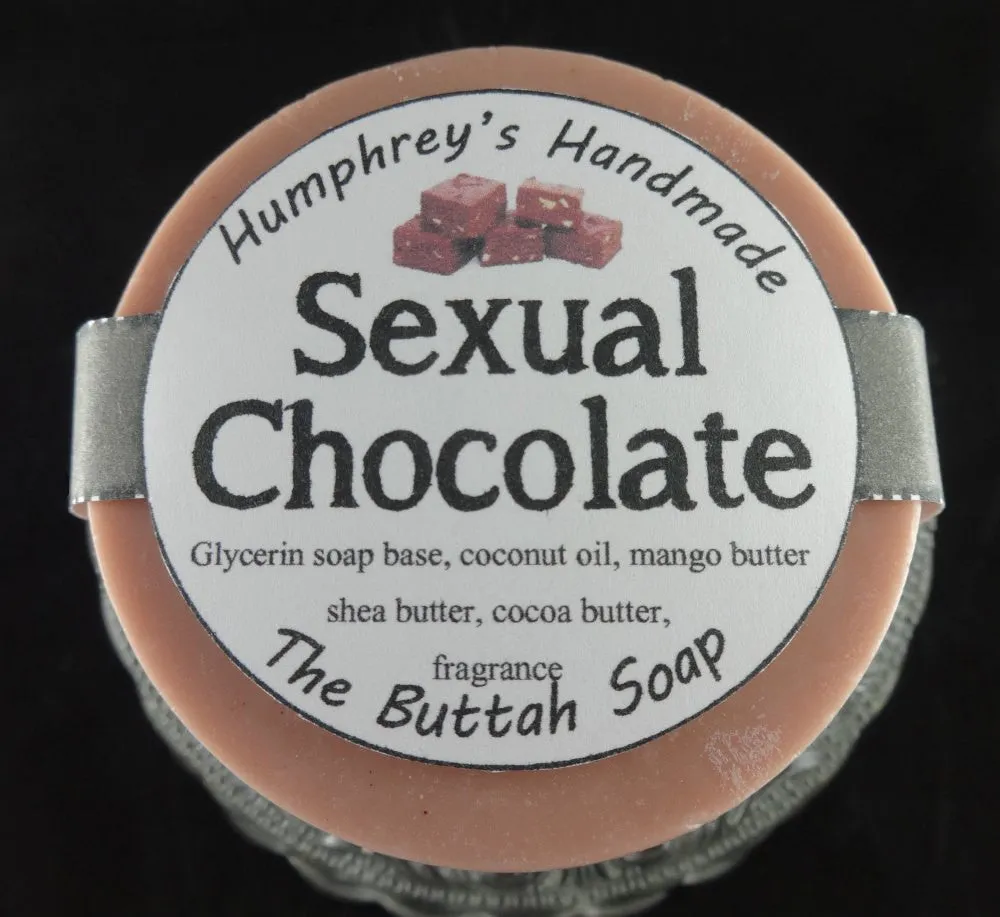 Humphrey's Handmade
Sexual
Chocolate
Glycerin soap base, coconut oil, mango butter
shea butter, cocoa butter,
fragrance
The Buttah Soap